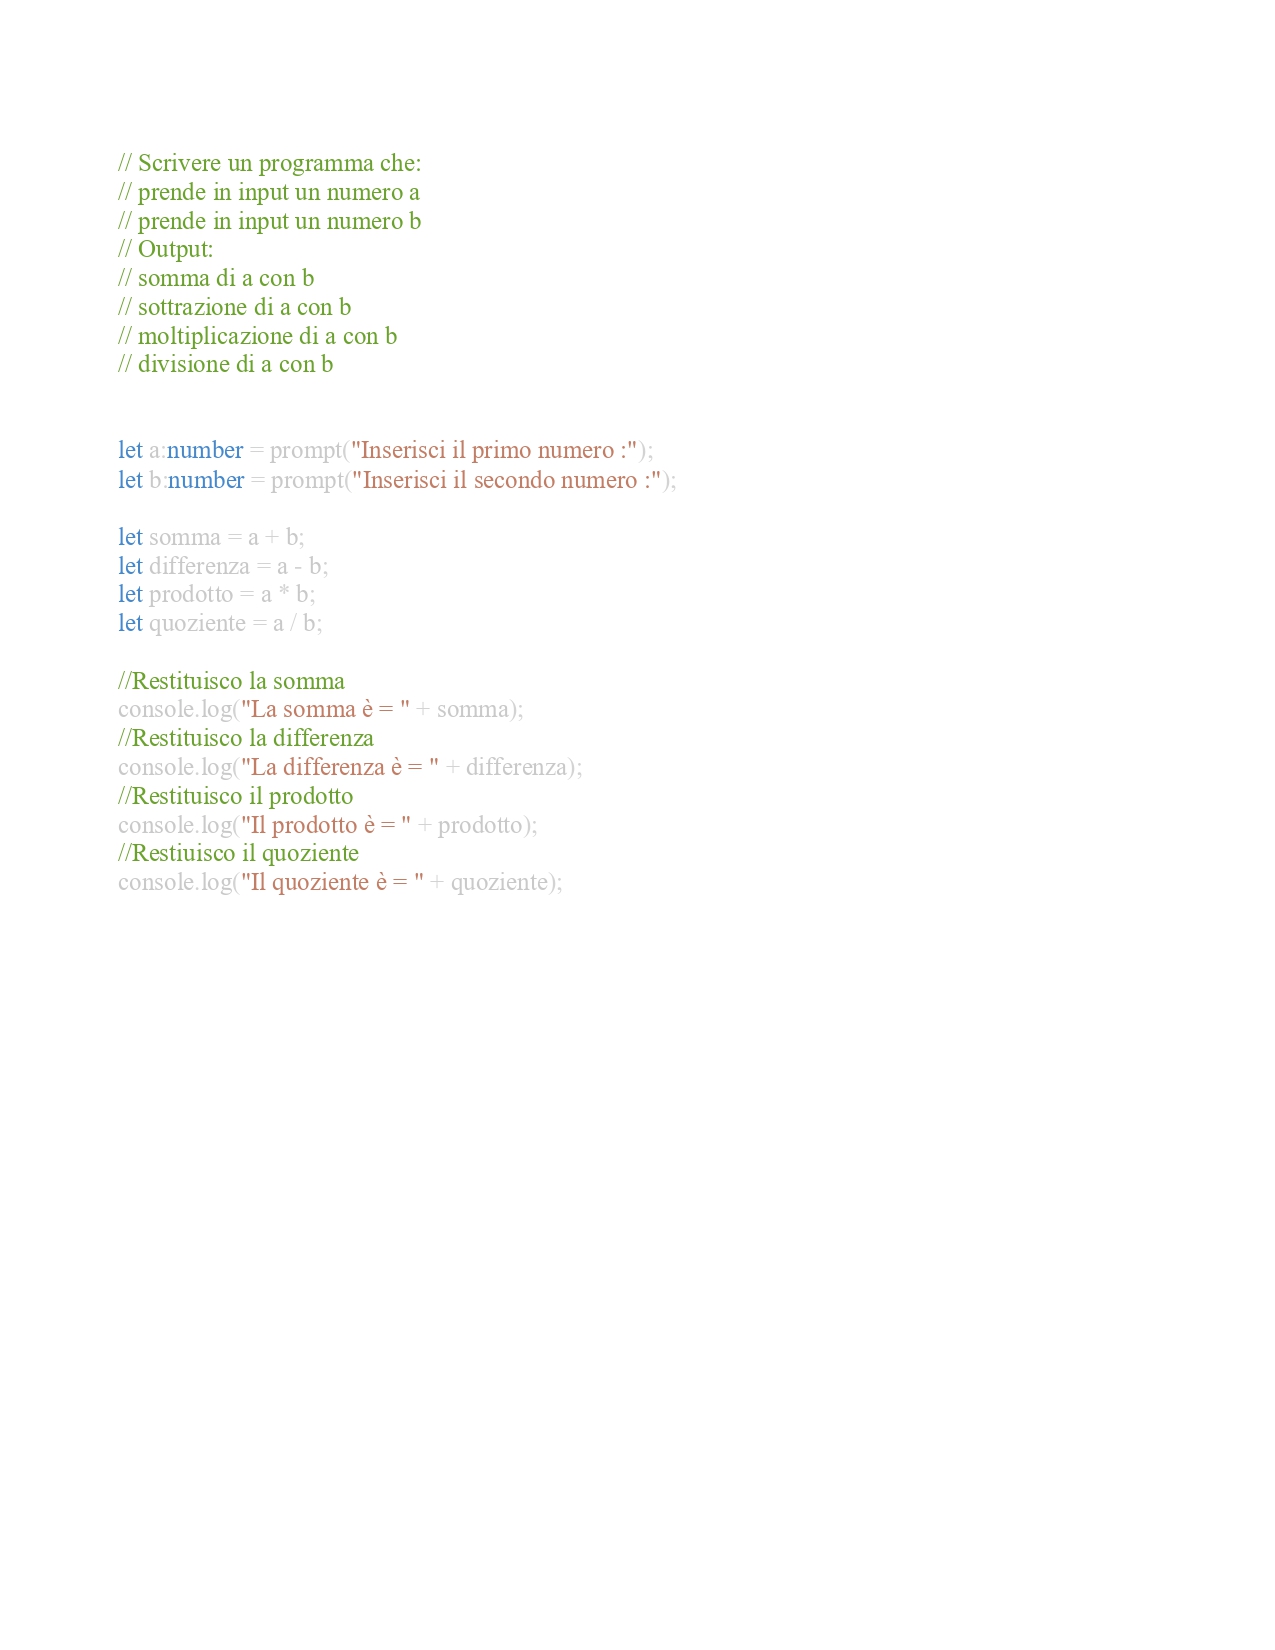 // Scrivere un programma che:
// prende in input un numero a
// prende in input un numero b
// Output:
// somma di a con b
// sottrazione di a con b
// moltiplicazione di a con b
// divisione di a con b
let a:number = prompt("Inserisci il primo numero :");
let b:number = prompt("Inserisci il secondo numero :");
let somma = a + b;
let differenza = a - b;
let prodotto = a * b;
let quoziente = a / b;
//Restituisco la somma
console.log("La somma è = " + somma);
//Restituisco la differenza
console.log("La differenza è = " + differenza);
//Restituisco il prodotto
console.log("Il prodotto è = " + prodotto);
//Restiuisco il quoziente
console.log("Il quoziente è = " + quoziente);